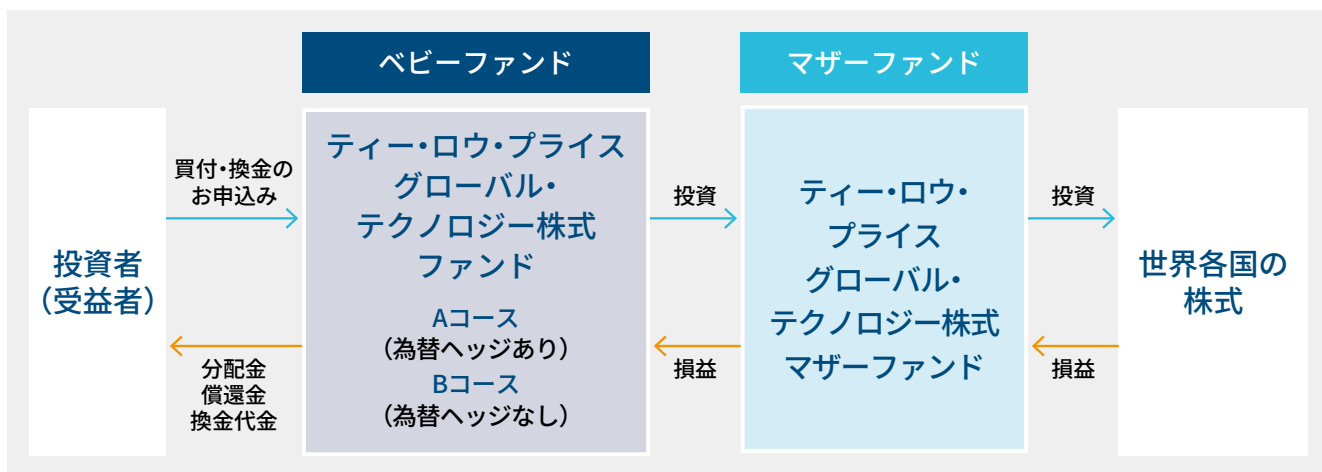 ベビーファンド
マザーファンド
投資者
（受益者）
買付・換金の
お申込み
分配金
償還金
換金代金
ティー・ロウ・プライス
グローバル・
テクノロジー株式
ファンド
Aコース
（為替ヘッジあり）
Bコース
（為替ヘッジなし）
投資
損益
ティー・ロウ・
プライス
グローバル・
テクノロジー株式
マザーファンド
投資
損益
世界各国の
株式